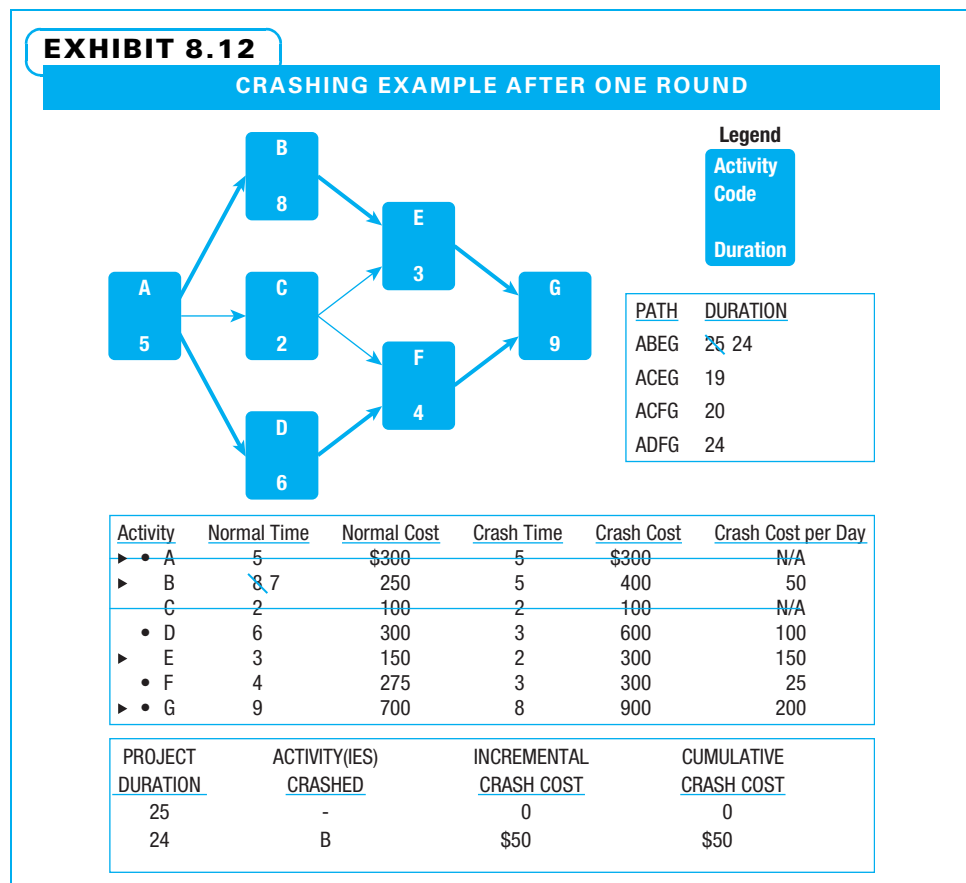 EXHIBIT 8.12
CRASHING EXAMPLE AFTER ONE ROUND
B
8
E
3
A
5
C
2
G
9
F
4
D
6
Legend
Activity
Code
Duration
PATH DURATION
ABEG 25 24
ACEG 19
ACFG 20
ADFG 24
Activity Normal Time Normal Cost Crash Time Crash Cost Crash Cost per Day
► • A 5 $300 5 $300 N/A
► B 8 7 250 5 400 50
C 2 100 2 100 N/A
• D 6 300 3 600 100
► E 3 150 2 300 150
• F 4 275 3 300 25
► • G 9 700 8 900 200
PROJECT ACTIVITY(IES) INCREMENTAL CUMULATIVE
DURATION CRASHED CRASH COST CRASH COST
25 - 0 0
24 B $50 $50